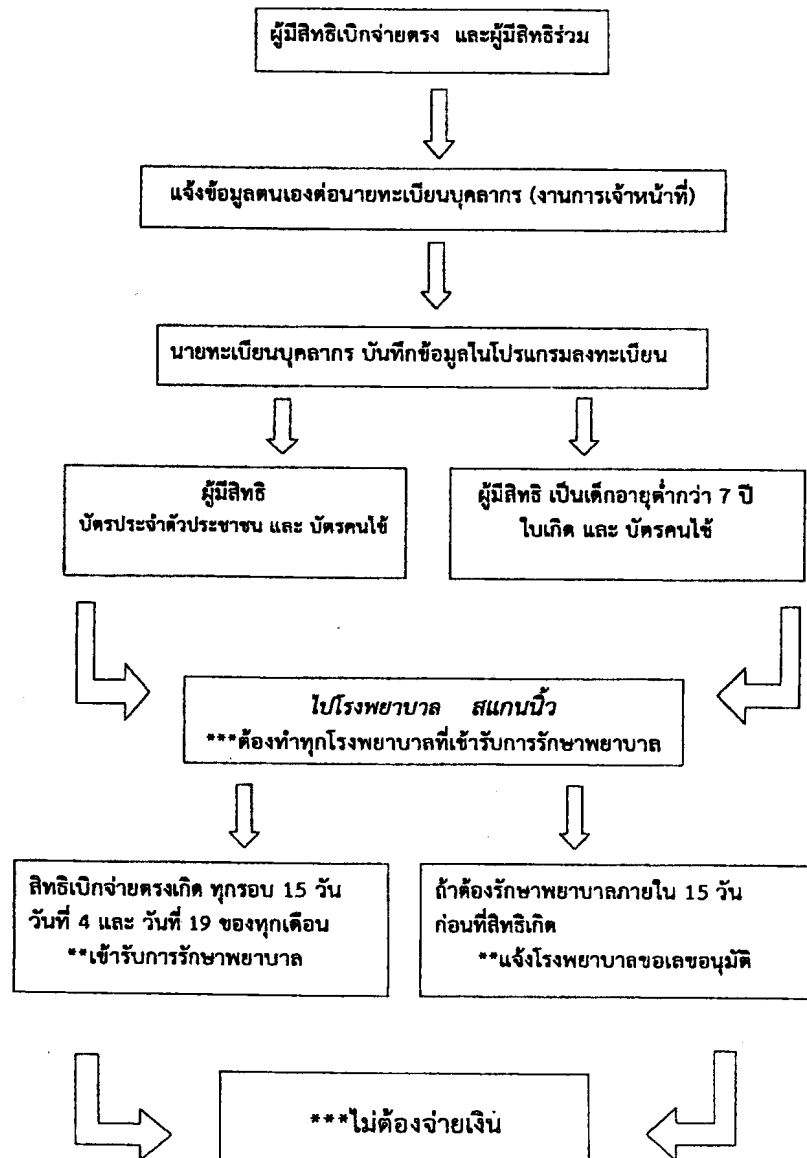 ผู้มีสิทธิเบิกจ่ายตรง และผู้มีสิทธิร่วม
แจ้งข้อมูลตนเองต่อนายทะเบียนบุคลากร (งานการเจ้าหน้าที่)
นายทะเบียนบุคลากร บันทึกข้อมูลในโปรแกรมลงทะเบียน
ผู้มีสิทธิ
บัตรประจำตัวประชาชน และ บัตรคนไข้
ผู้มีสิทธิ เป็นเด็กอายุต่ำกว่า 7 ปี
ใบเกิด และ บัตรคนไข้
ไปโรงพยาบาล สแกนนิ้ว
***ต้องทำทุกโรงพยาบาลที่เข้ารับการรักษาพยาบาล
สิทธิเบิกจ่ายตรงเกิด ทุกรอบ 15 วัน
วันที่ 4 และ วันที่ 19 ของทุกเดือน
**เข้ารับการรักษาพยาบาล
ถ้าต้องรักษาพยาบาลภายใน 15 วัน
ก่อนที่สิทธิเกิด
**แจ้งโรงพยาบาลขอเลขอนุมัติ
***ไม่ต้องจ่ายเงิน